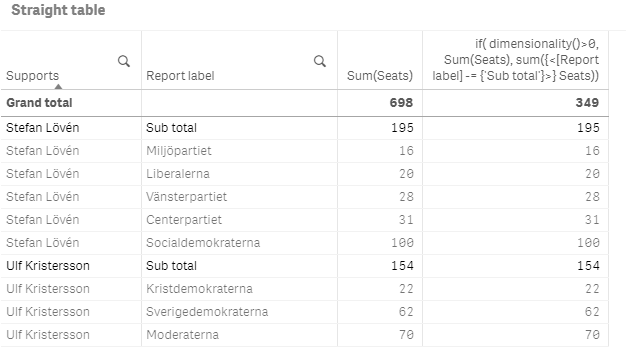 Straight table
Supports Report label Sum(Seats) if( dimensionality()>0,
Sum(Seats), sum({<[Report
label] -= {'Sub total'}>} Seats))
Grand total 698 349
Stefan Lövén Sub total 195 195
Stefan Lövén Miljöpartiet 16 16
Stefan Lövén Liberalerna 20 20
Stefan Lövén Vänsterpartiet 28 28
Stefan Lövén Centerpartiet 31 31
Stefan Lövén Socialdemokraterna 100 100
Ulf Kristersson Sub total 154 154
Ulf Kristersson Kristdemokraterna 22 22
Ulf Kristersson Sverigedemokraterna 62 62
Ulf Kristersson Moderaterna 70 70